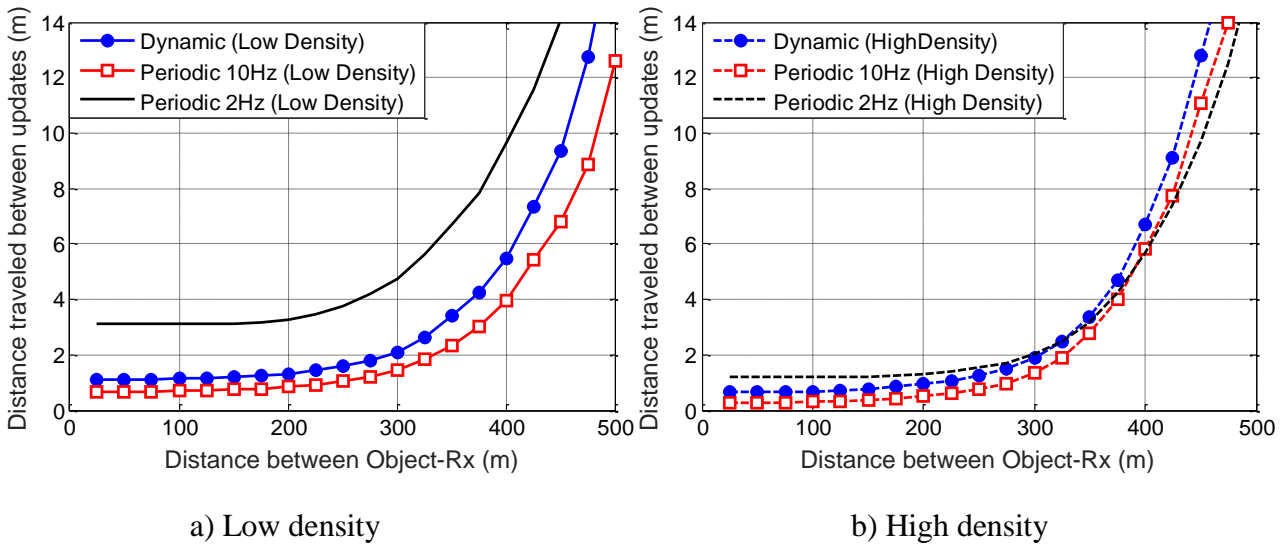 Distance traveled between updates (m)
14
12
10
8
6
4
2
0
Dynamic (Low Density)
Periodic 10Hz (Low Density)
Periodic 2Hz (Low Density)
0 100 200 300 400 500
Distance between Object-Rx (m)
a) Low density
Distance traveled between updates (m)
14
12
10
8
6
4
2
0
Dynamic (HighDensity)
Periodic 10Hz (High Density)
Periodic 2Hz (High Density)
0 100 200 300 400 500
Distance between Object-Rx (m)
b) High density